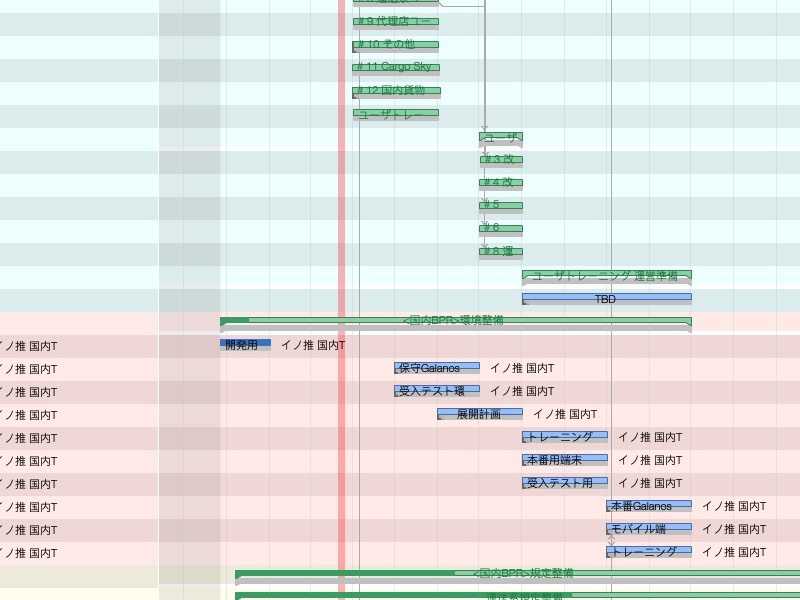 # 9 代理店ユー
# 10 その他
# 11 Cargo Sky
# 12 国内貨物
ユーザトレー
ユーザ
# 3 改
# 4 改
# 5
# 6
# 8 運
ユーザトレーニング 運営準備
TBD
<国内BPR>環境整備
イノ推 国内T 開発用 イノ推 国内T
イノ推 国内T 保守Galanos イノ推 国内T
イノ推 国内T 受入テスト環 イノ推 国内T
イノ推 国内T 展開計画 イノ推 国内T
イノ推 国内T トレーニング イノ推 国内T
イノ推 国内T 本番用端末 イノ推 国内T
イノ推 国内T 受入テスト用 イノ推 国内T
イノ推 国内T 本番Galanos イノ推 国内T
イノ推 国内T モバイル端 イノ推 国内T
イノ推 国内T トレーニング イノ推 国内T
<国内BPR>規定整備
運送系規定整備